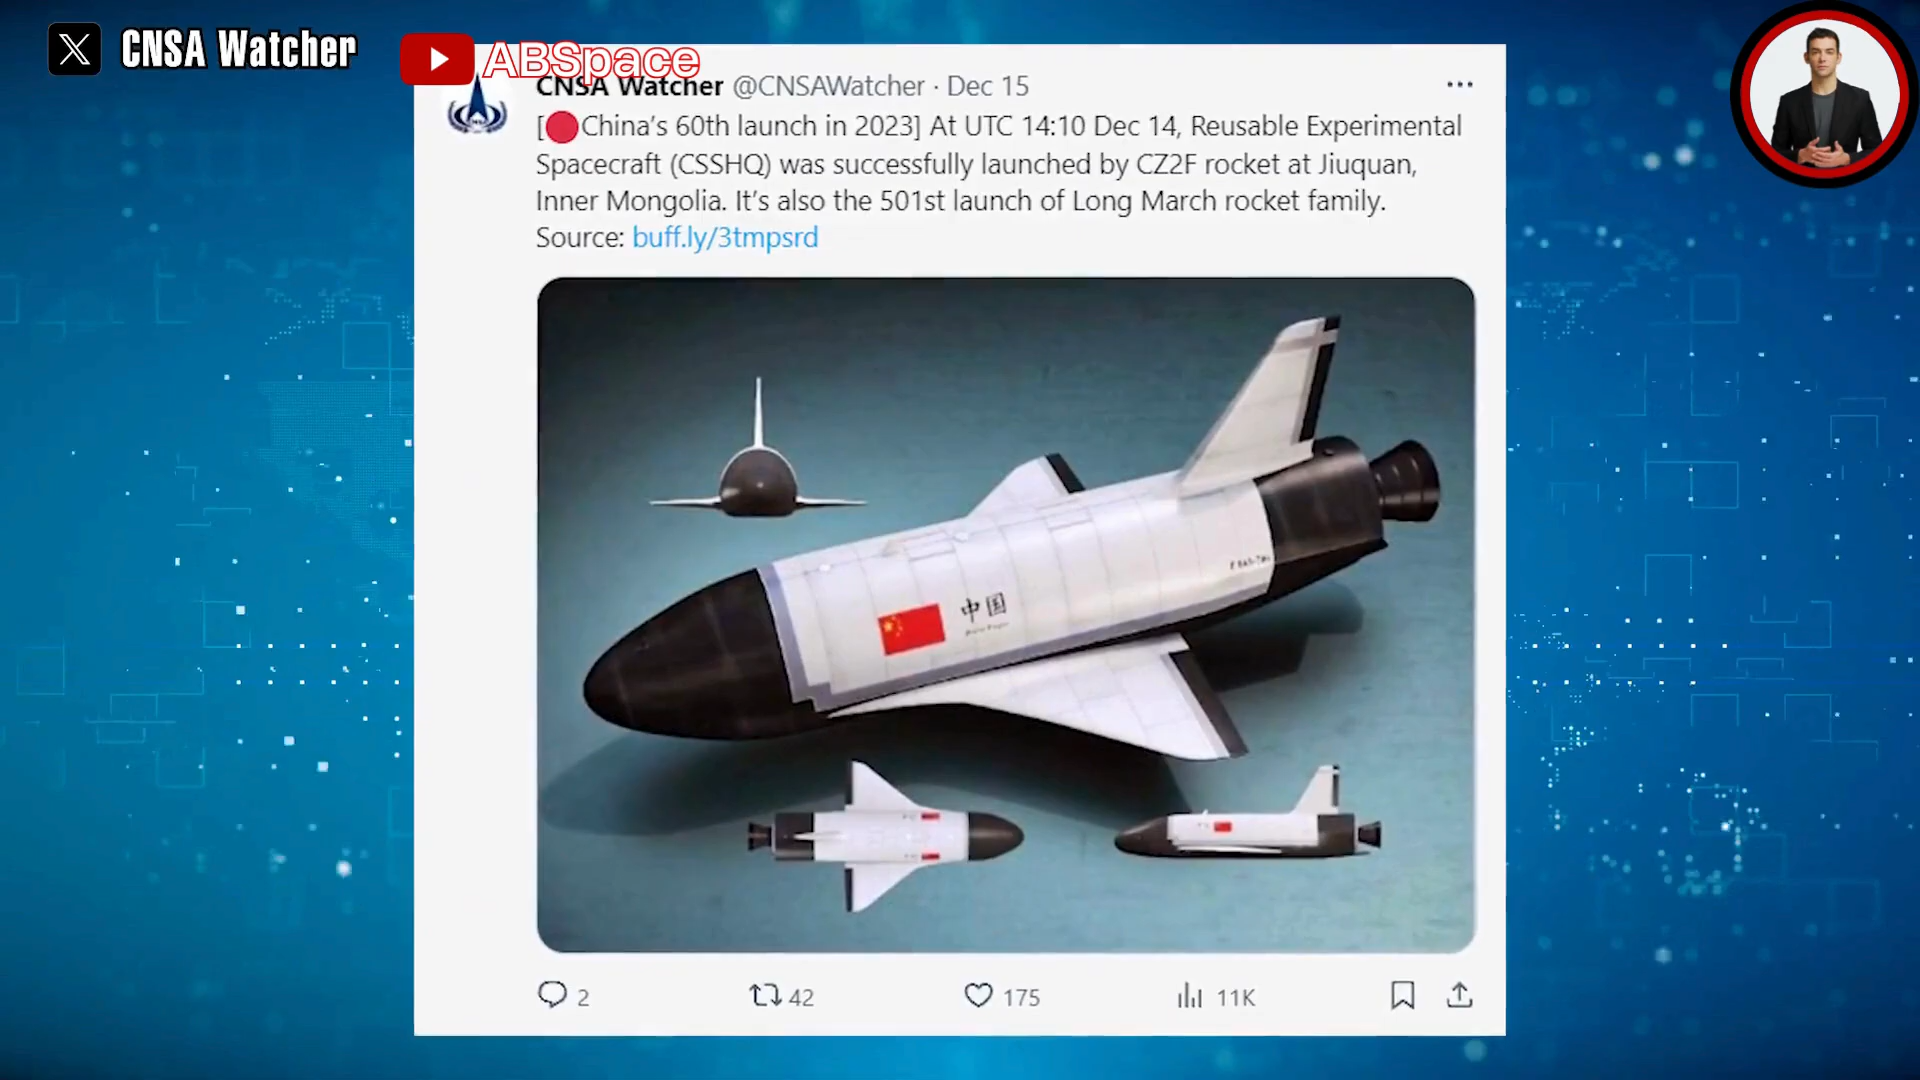 CNSA Watcher
ABSpace
CNSA Watcher @CNSAWatcher · Dec 15
[🔴China’s 60th launch in 2023] At UTC 14:10 Dec 14, Reusable Experimental
Spacecraft (CSSHQ) was successfully launched by CZ2F rocket at Jiuquan,
Inner Mongolia. It’s also the 501st launch of Long March rocket family.
Source: buff.ly/3tmpsrd
中国
2
42
175
11K